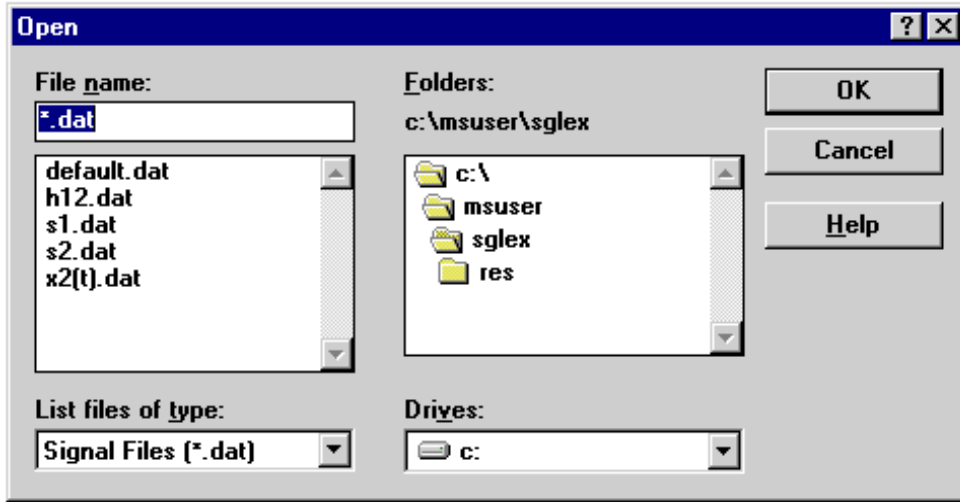 Open
File name:
*.dat
default.dat
h12.dat
s1.dat
s2.dat
x2(t).dat
List files of type:
Signal Files (*.dat)
Folders:
c:\msuser\sglex
c:\
msuser
sglex
res
Drives:
c:
OK
Cancel
Help